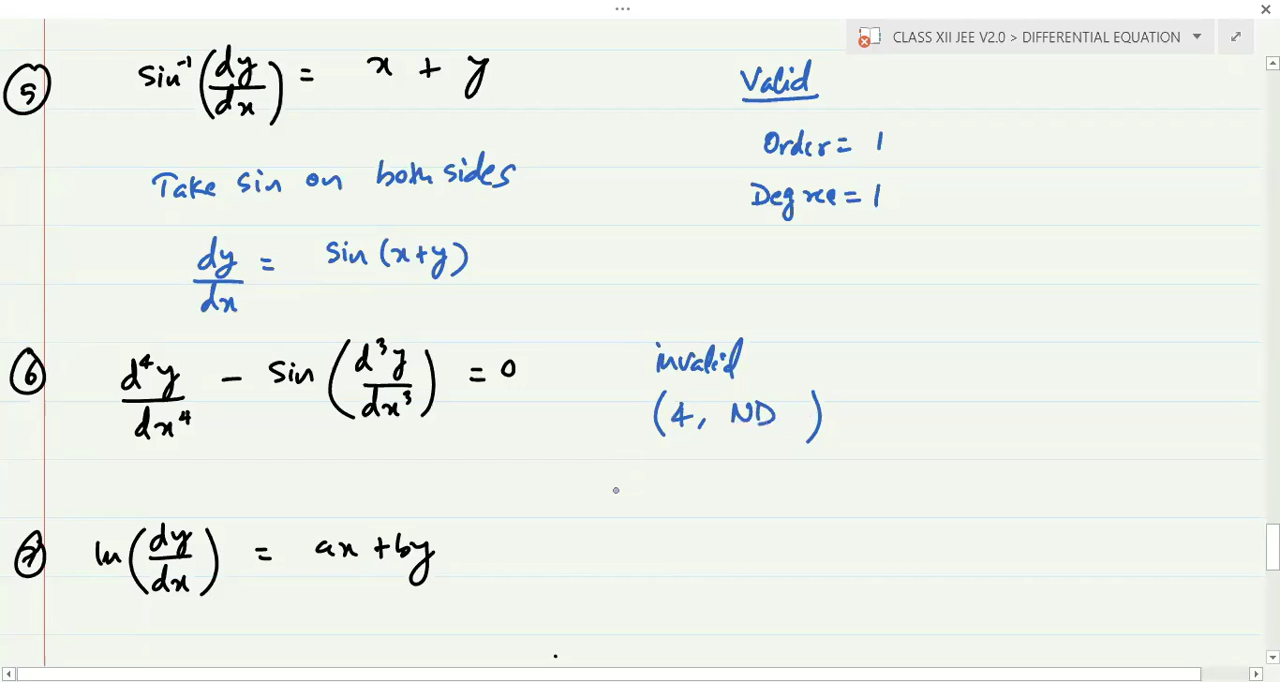 CLASS XII JEE V2.0 > DIFFERENTIAL EQUATION
⑤ sin⁻¹(dy/dx) = x + y
Valid
Order = 1
Take sin on both sides
Degree = 1
dy/dx = sin (x+y)
⑥ d⁴y/dx⁴ - sin (d³y/dx³) = 0
invalid
(4, ND )
⑦ ln(dy/dx) = ax + by